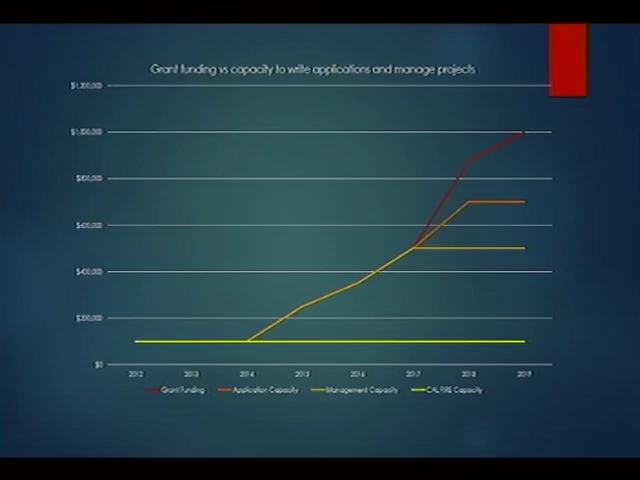 Grant funding vs capacity to write applications and manage projects
$1,200,000
$1,000,000
$800,000
$600,000
$400,000
$200,000
$0
2012 2013 2014 2015 2016 2017 2018 2019
Grant Funding Application Capacity Management Capacity CAL FIRE Capacity